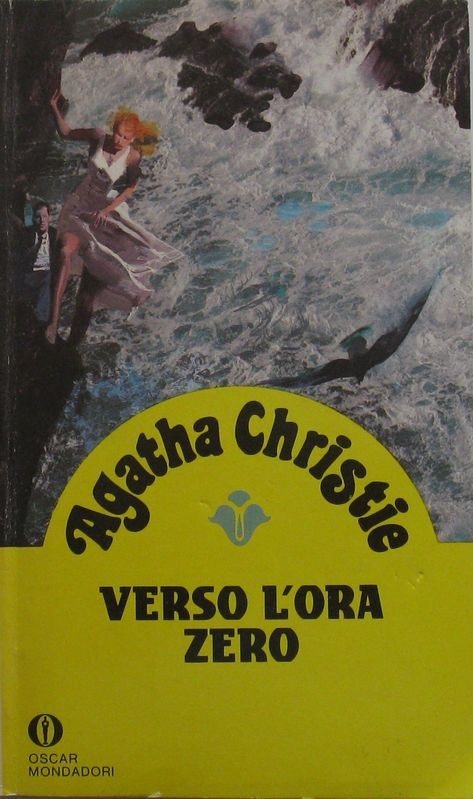 Agatha Christie
VERSO L'ORA
ZERO
OSCAR
MONDADORI